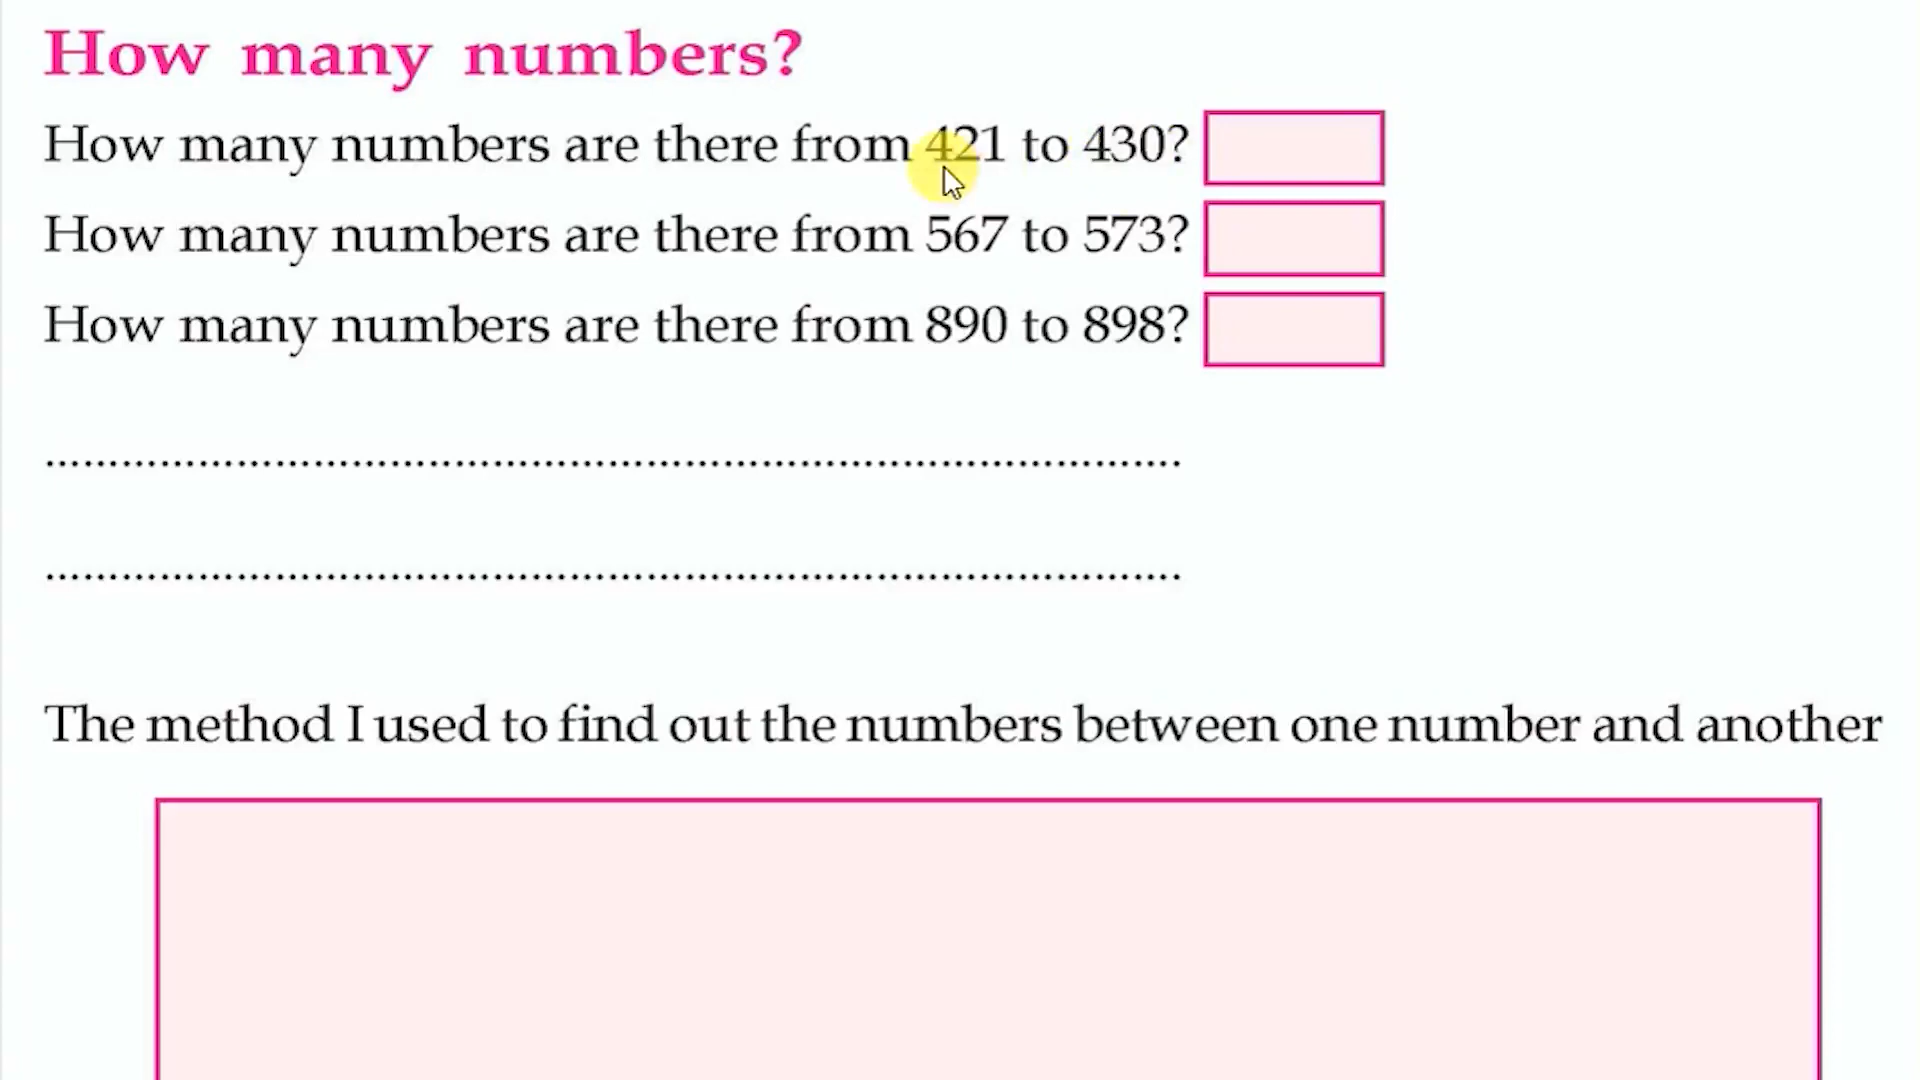 How many numbers?
How many numbers are there from 421 to 430?
How many numbers are there from 567 to 573?
How many numbers are there from 890 to 898?
..........................................................................................
..........................................................................................
The method I used to find out the numbers between one number and another